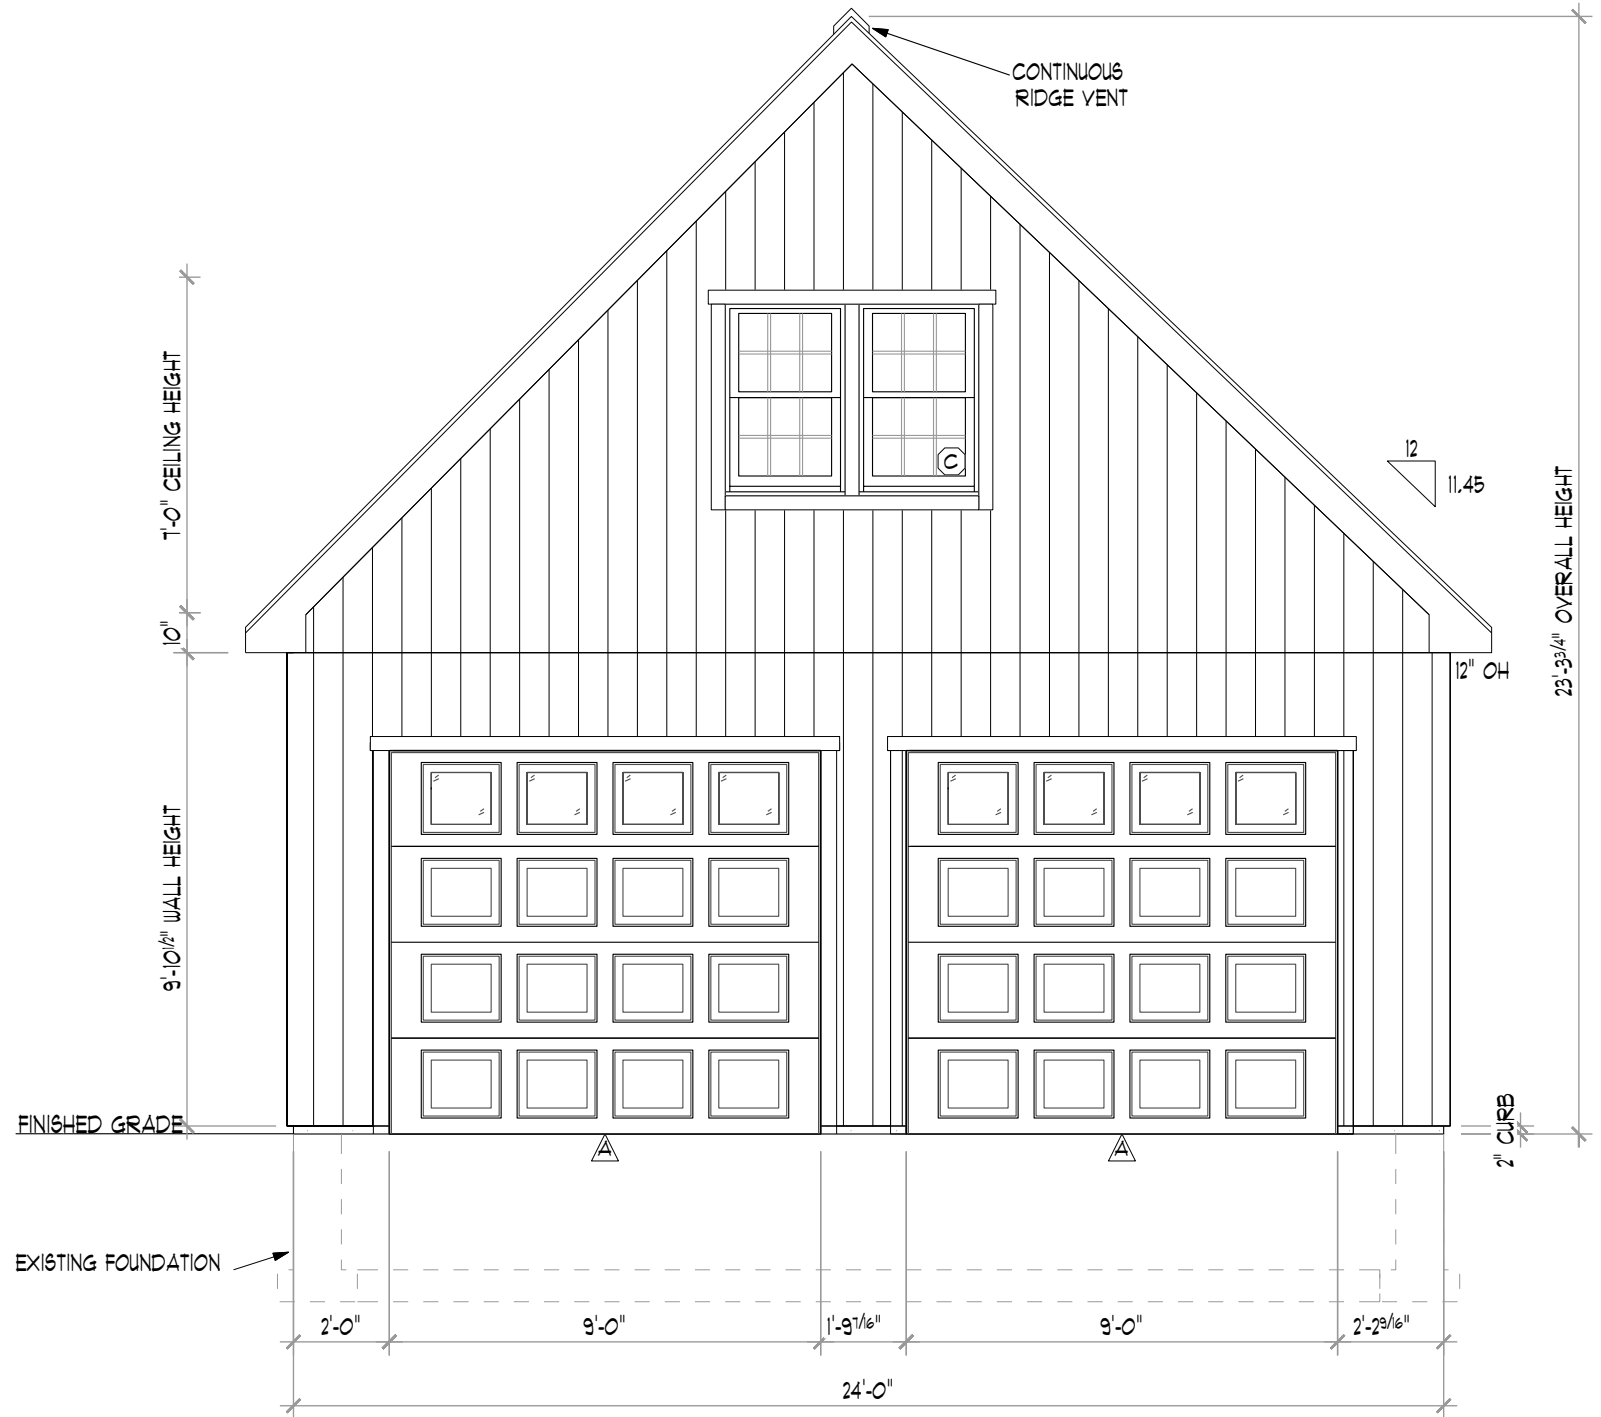 CONTINUOUS
RIDGE VENT
7'-0" CEILING HEIGHT
12
11.45
23'-3 3/4" OVERALL HEIGHT
C
10"
12" OH
9'-10 1/2" WALL HEIGHT
FINISHED GRADE
2" CURB
A
A
EXISTING FOUNDATION
2'-0"
9'-0"
1'-9 7/16"
9'-0"
2'-2 9/16"
24'-0"